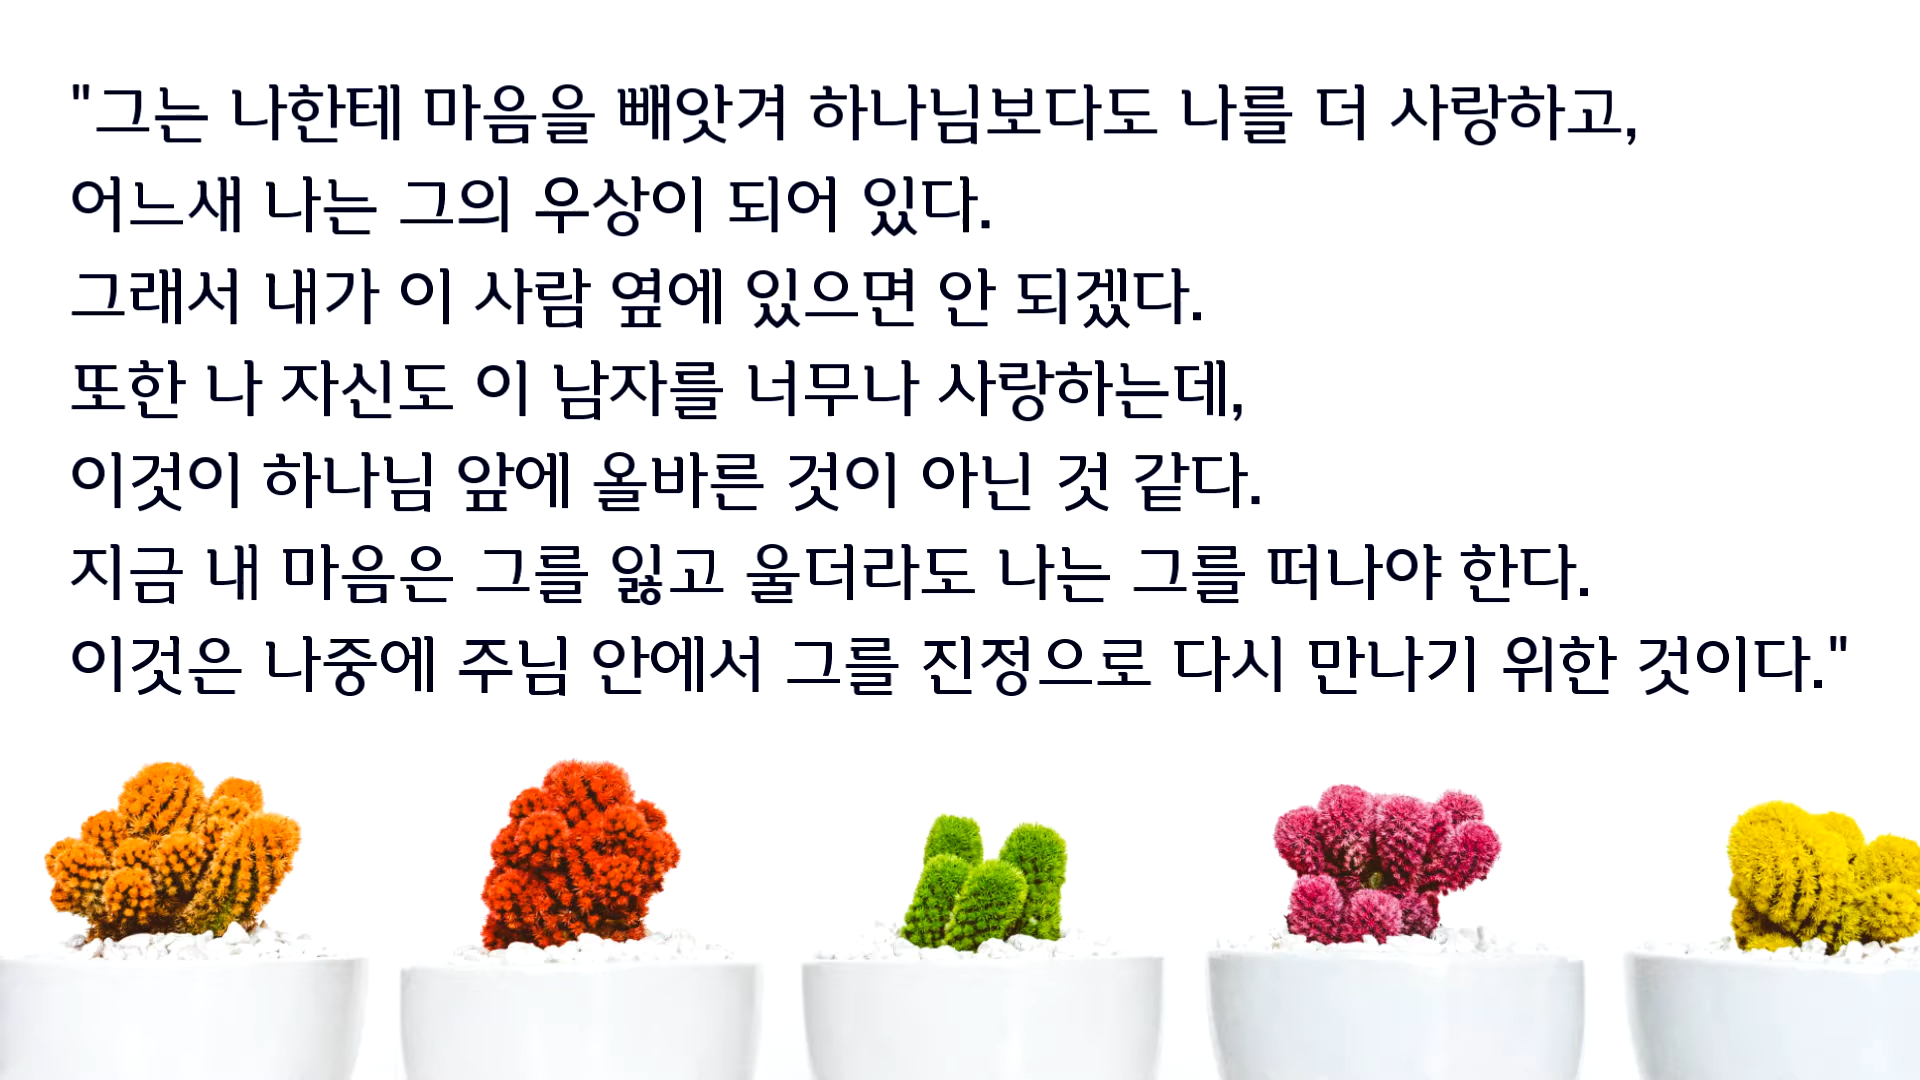 "그는 나한테 마음을 빼앗겨 하나님보다도 나를 더 사랑하고,
어느새 나는 그의 우상이 되어 있다.
그래서 내가 이 사람 옆에 있으면 안 되겠다.
또한 나 자신도 이 남자를 너무나 사랑하는데,
이것이 하나님 앞에 올바른 것이 아닌 것 같다.
지금 내 마음은 그를 잃고 울더라도 나는 그를 떠나야 한다.
이것은 나중에 주님 안에서 그를 진정으로 다시 만나기 위한 것이다."